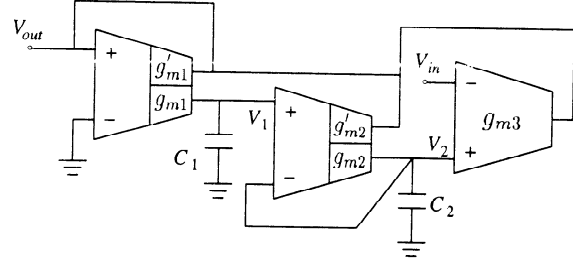 V_out
+
−
g'_m1
g_m1
C_1
V_1
+
−
g'_m2
g_m2
V_in
−
+
g_m3
V_2
C_2